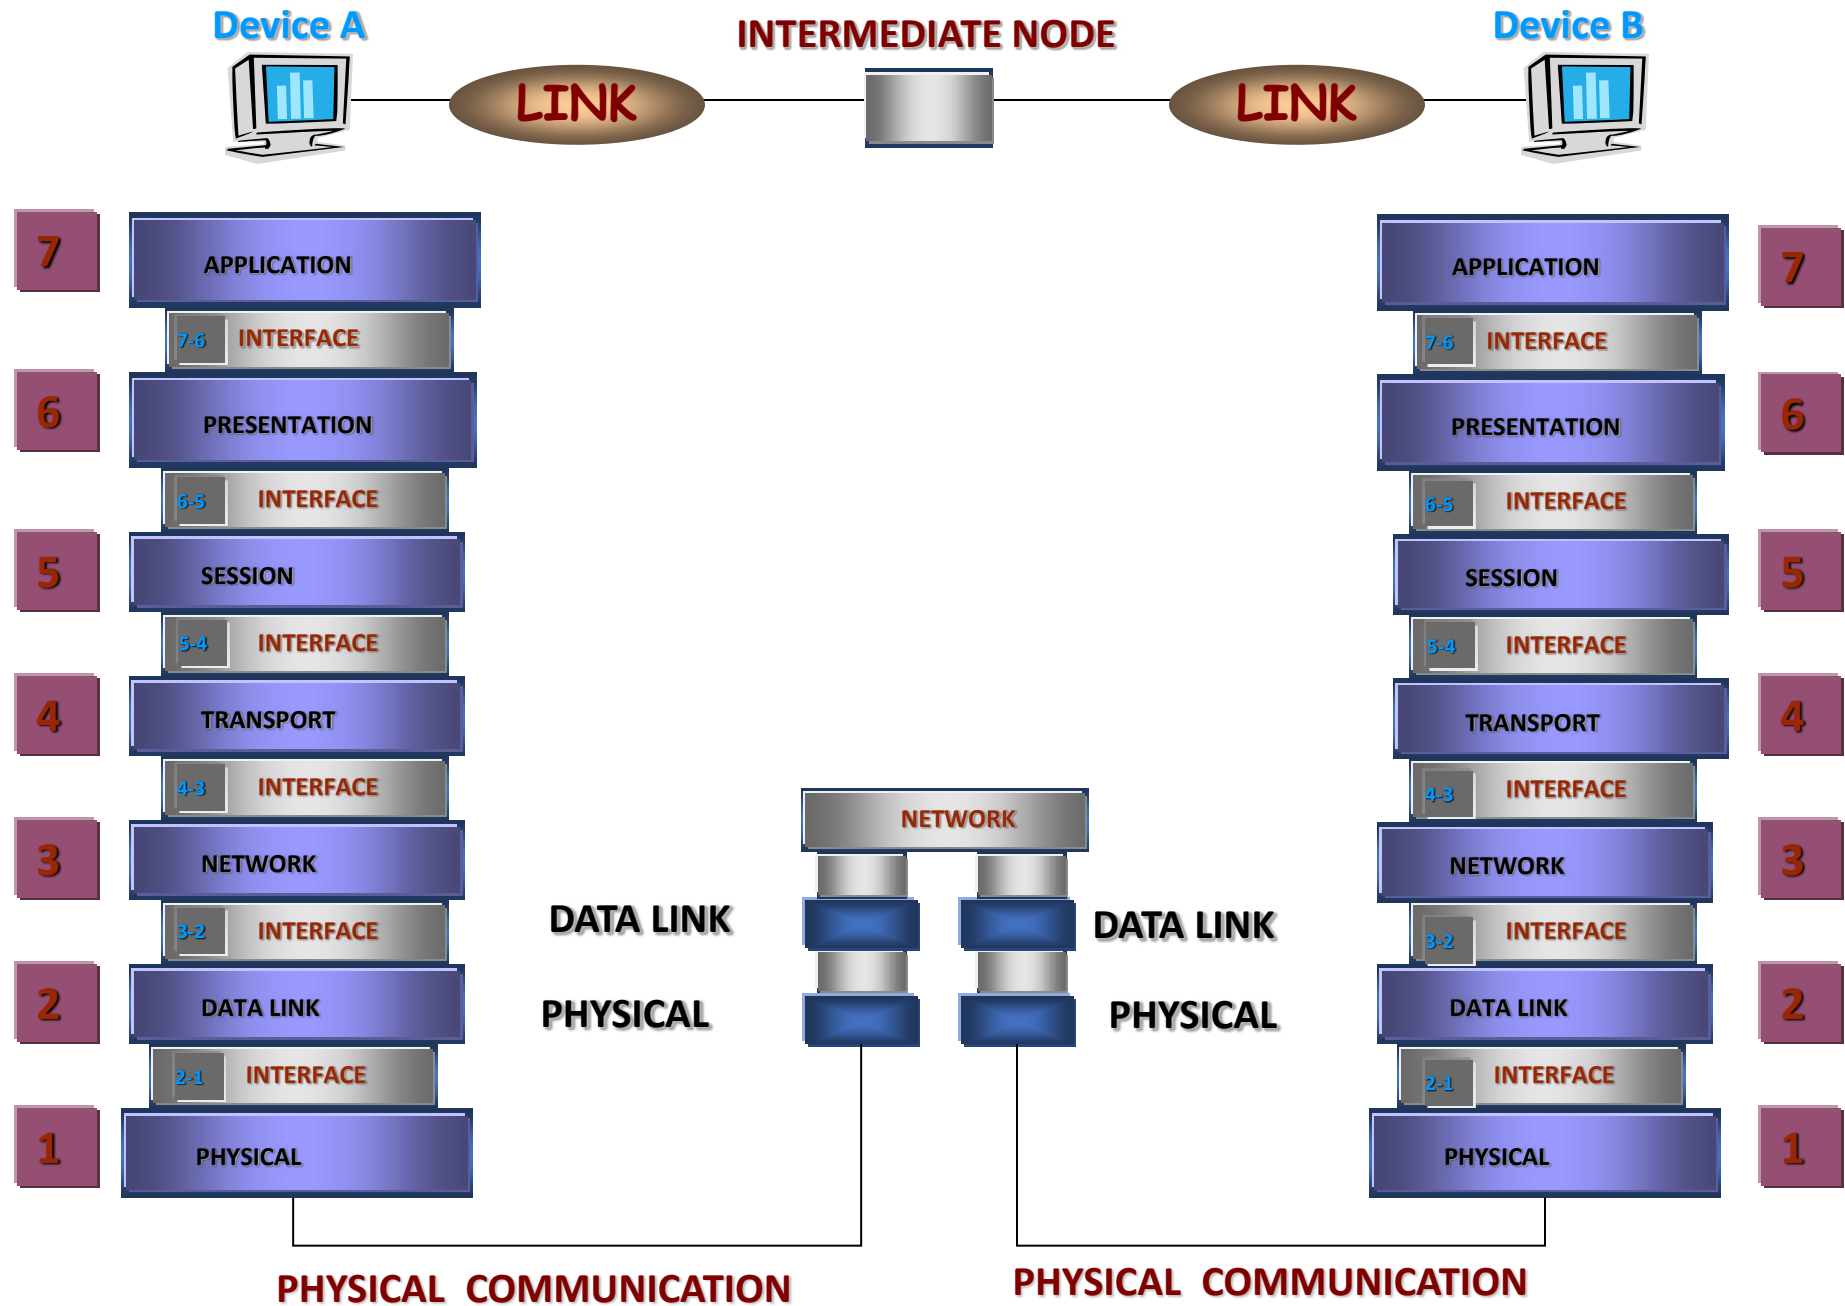 Device A
INTERMEDIATE NODE
Device B
LINK
LINK
7
APPLICATION
APPLICATION
7
7-6 INTERFACE
7-6 INTERFACE
6
PRESENTATION
PRESENTATION
6
6-5 INTERFACE
6-5 INTERFACE
5
SESSION
SESSION
5
5-4 INTERFACE
5-4 INTERFACE
4
TRANSPORT
TRANSPORT
4
4-3 INTERFACE
4-3 INTERFACE
NETWORK
3
NETWORK
NETWORK
3
3-2 INTERFACE
DATA LINK
DATA LINK
3-2 INTERFACE
2
DATA LINK
PHYSICAL
PHYSICAL
DATA LINK
2
2-1 INTERFACE
2-1 INTERFACE
1
PHYSICAL
PHYSICAL
1
PHYSICAL COMMUNICATION
PHYSICAL COMMUNICATION